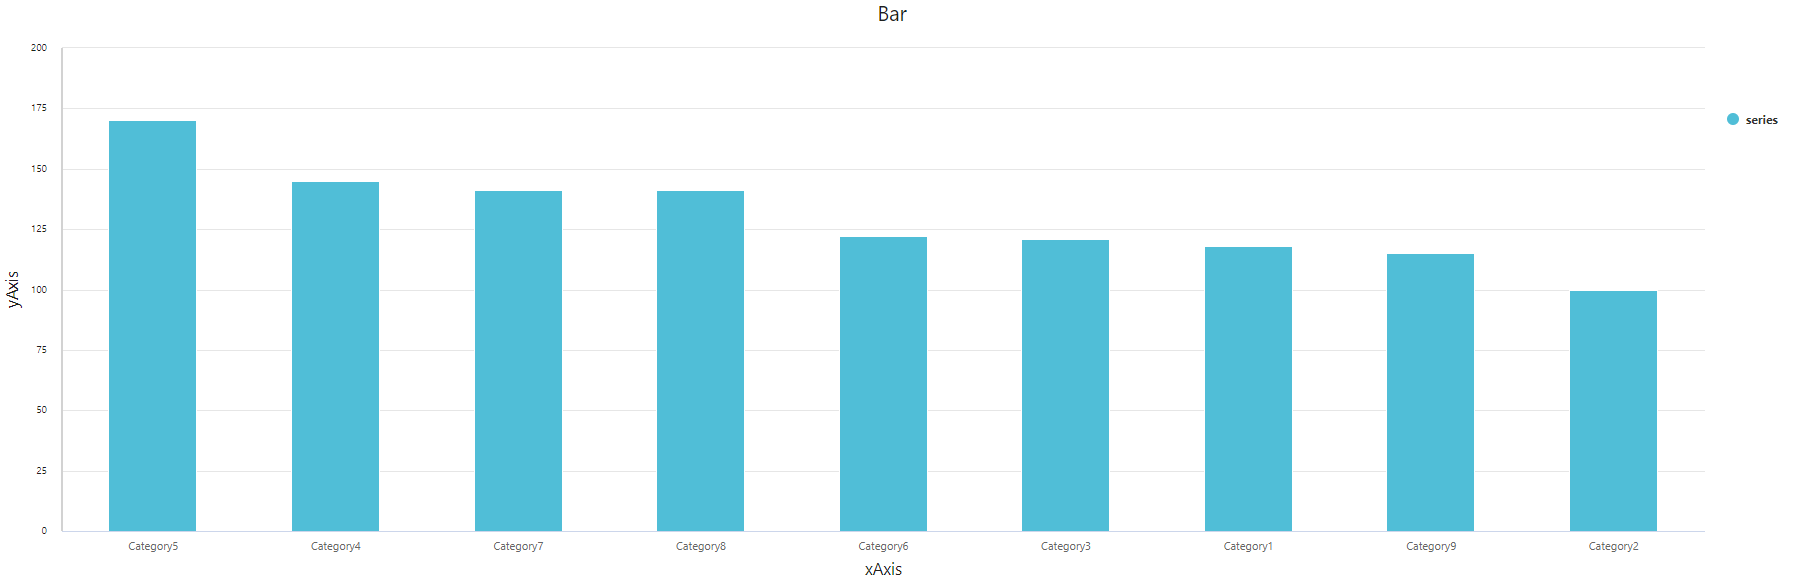 Bar
200
175
150
125
100
75
50
25
0
yAxis
Category5 Category4 Category7 Category8 Category6 Category3 Category1 Category9 Category2
xAxis
series